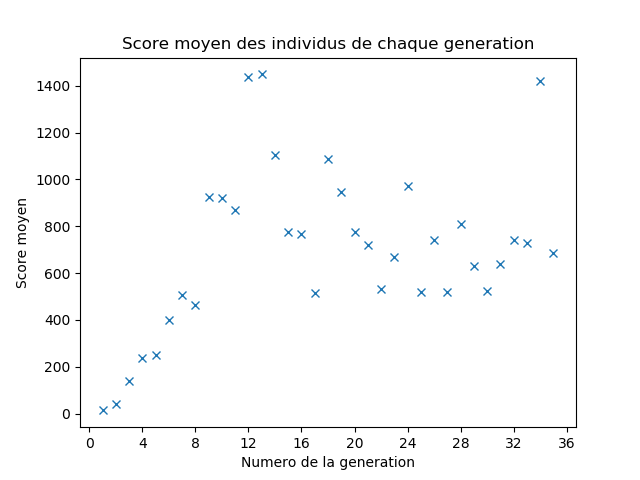 Score moyen des individus de chaque generation
Score moyen
1400
1200
1000
800
600
400
200
0
0 4 8 12 16 20 24 28 32 36
Numero de la generation